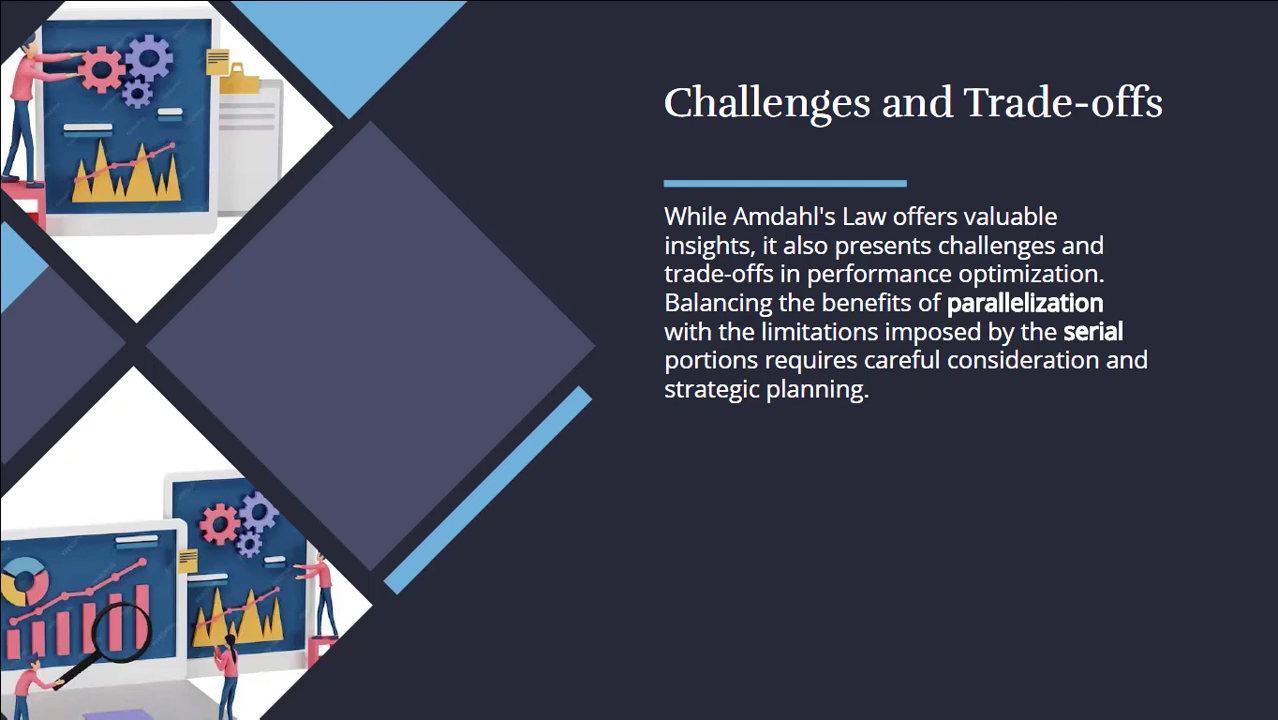 Challenges and Trade-offs
While Amdahl's Law offers valuable
insights, it also presents challenges and
trade-offs in performance optimization.
Balancing the benefits of parallelization
with the limitations imposed by the serial
portions requires careful consideration and
strategic planning.